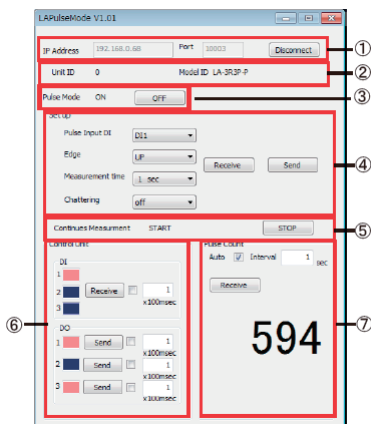 LAPulseMode V1.01
IP Address 192.168.0.68 Port 10003 Disconnect ①
Unit ID 0 Model ID LA-3R3P-P ②
Pulse Mode ON OFF ③
Set up
Pulse Input DI DI1
Edge UP Receive Send ④
Measurement time 1 sec
Chattering off
Continues Measurment START STOP ⑤
Control Unit
DI
1
2 Receive 1
x100msec
3
DO
1 Send 1
x100msec
2 Send 1
x100msec
3 Send 1
x100msec
⑥
Pulse Count
Auto Interval 1 sec
Receive
594
⑦